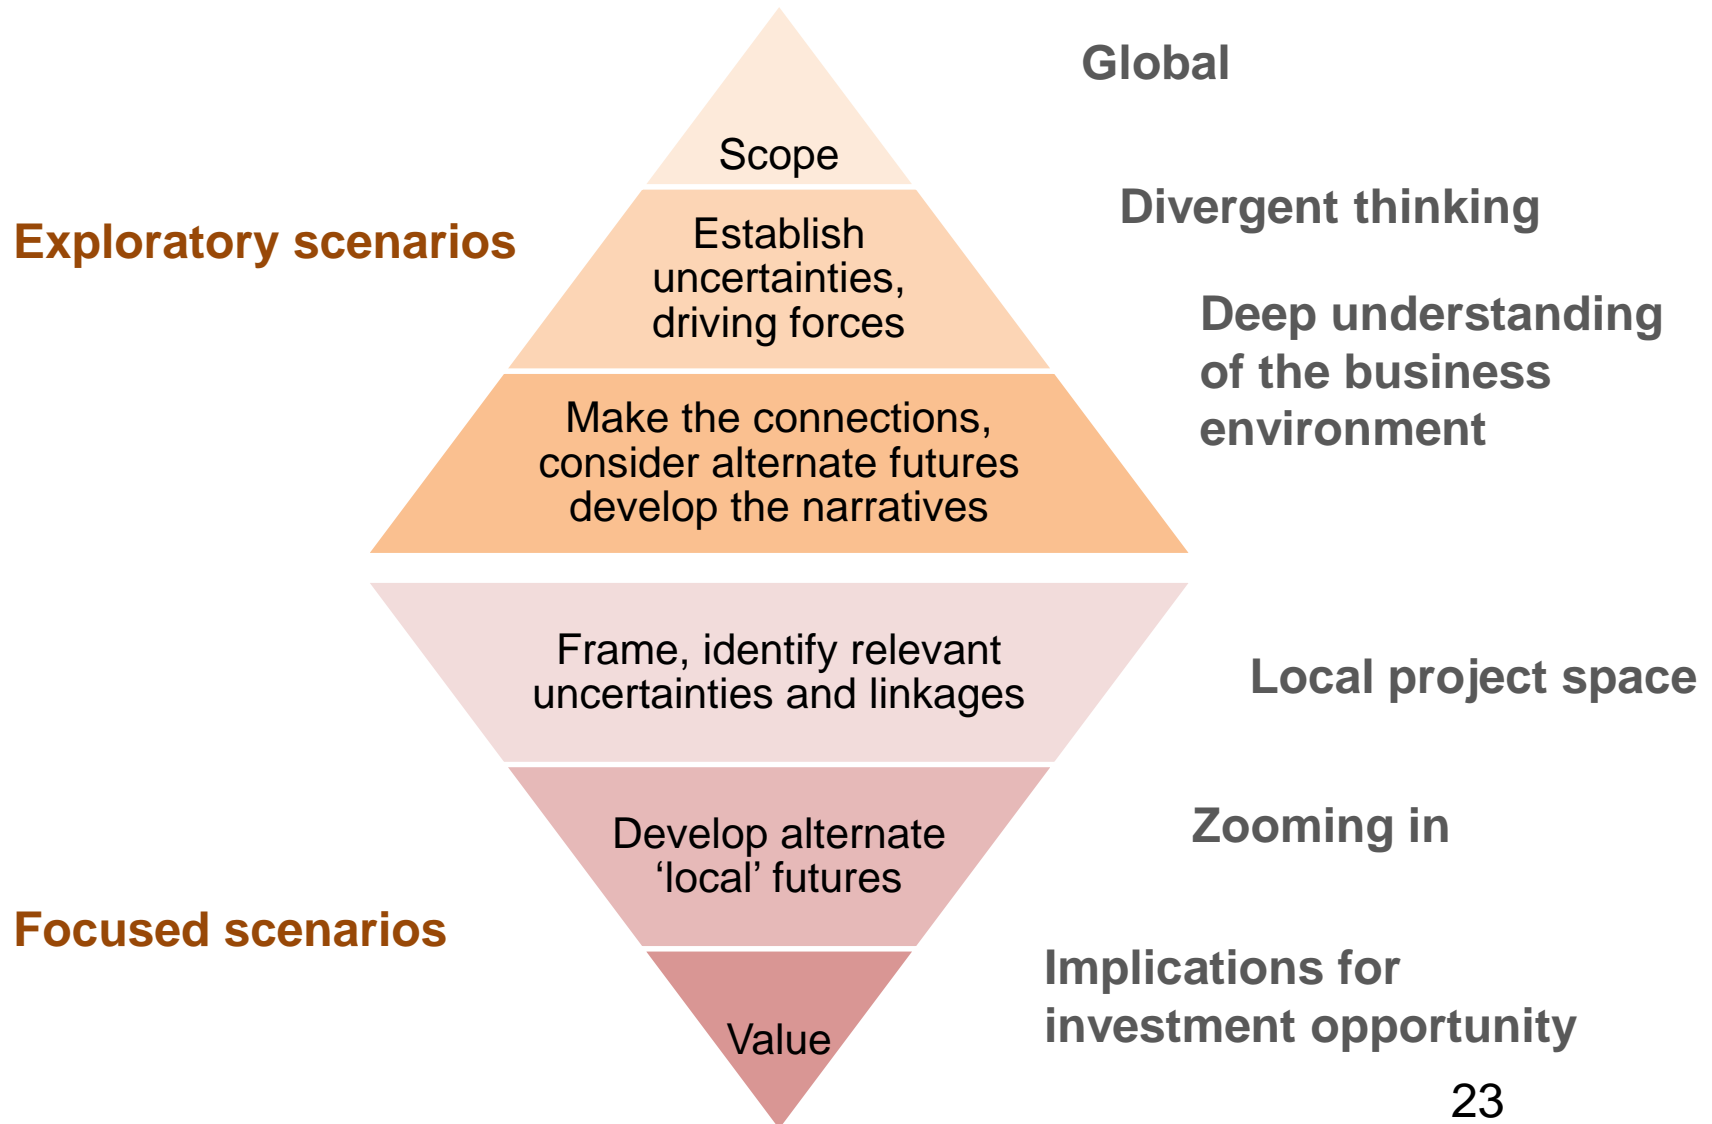 Global
Scope
Divergent thinking
Exploratory scenarios
Establish
uncertainties,
driving forces
Deep understanding
of the business
environment
Make the connections,
consider alternate futures
develop the narratives
Frame, identify relevant
uncertainties and linkages
Local project space
Develop alternate
‘local’ futures
Zooming in
Focused scenarios
Value
Implications for
investment opportunity
23